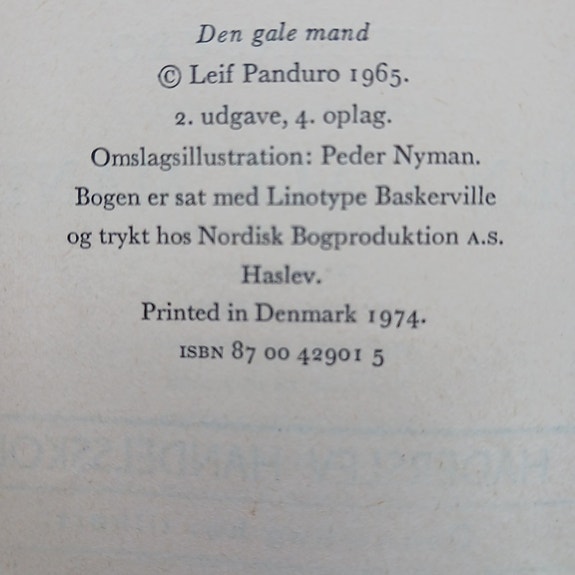 Den gale mand
© Leif Panduro 1965.
2. udgave, 4. oplag.
Omslagsillustration: Peder Nyman.
Bogen er sat med Linotype Baskerville
og trykt hos Nordisk Bogproduktion A.S.
Haslev.
Printed in Denmark 1974.
ISBN 87 00 42901 5